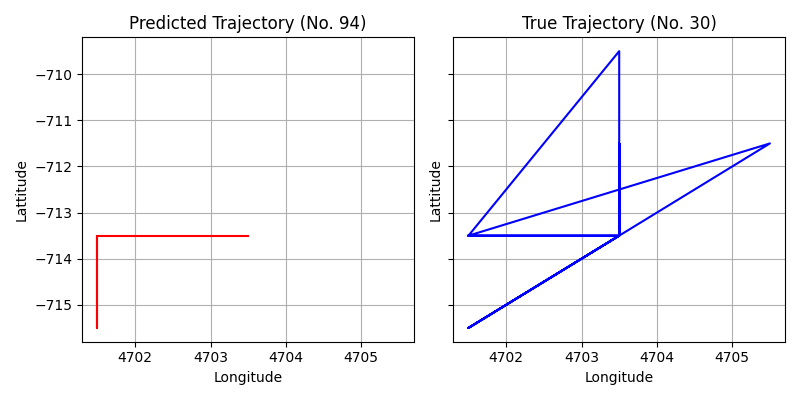 Predicted Trajectory (No. 94)
True Trajectory (No. 30)
−710
−711
−712
−713
−714
−715
Lattitude
Lattitude
4702 4703 4704 4705
4702 4703 4704 4705
Longitude
Longitude